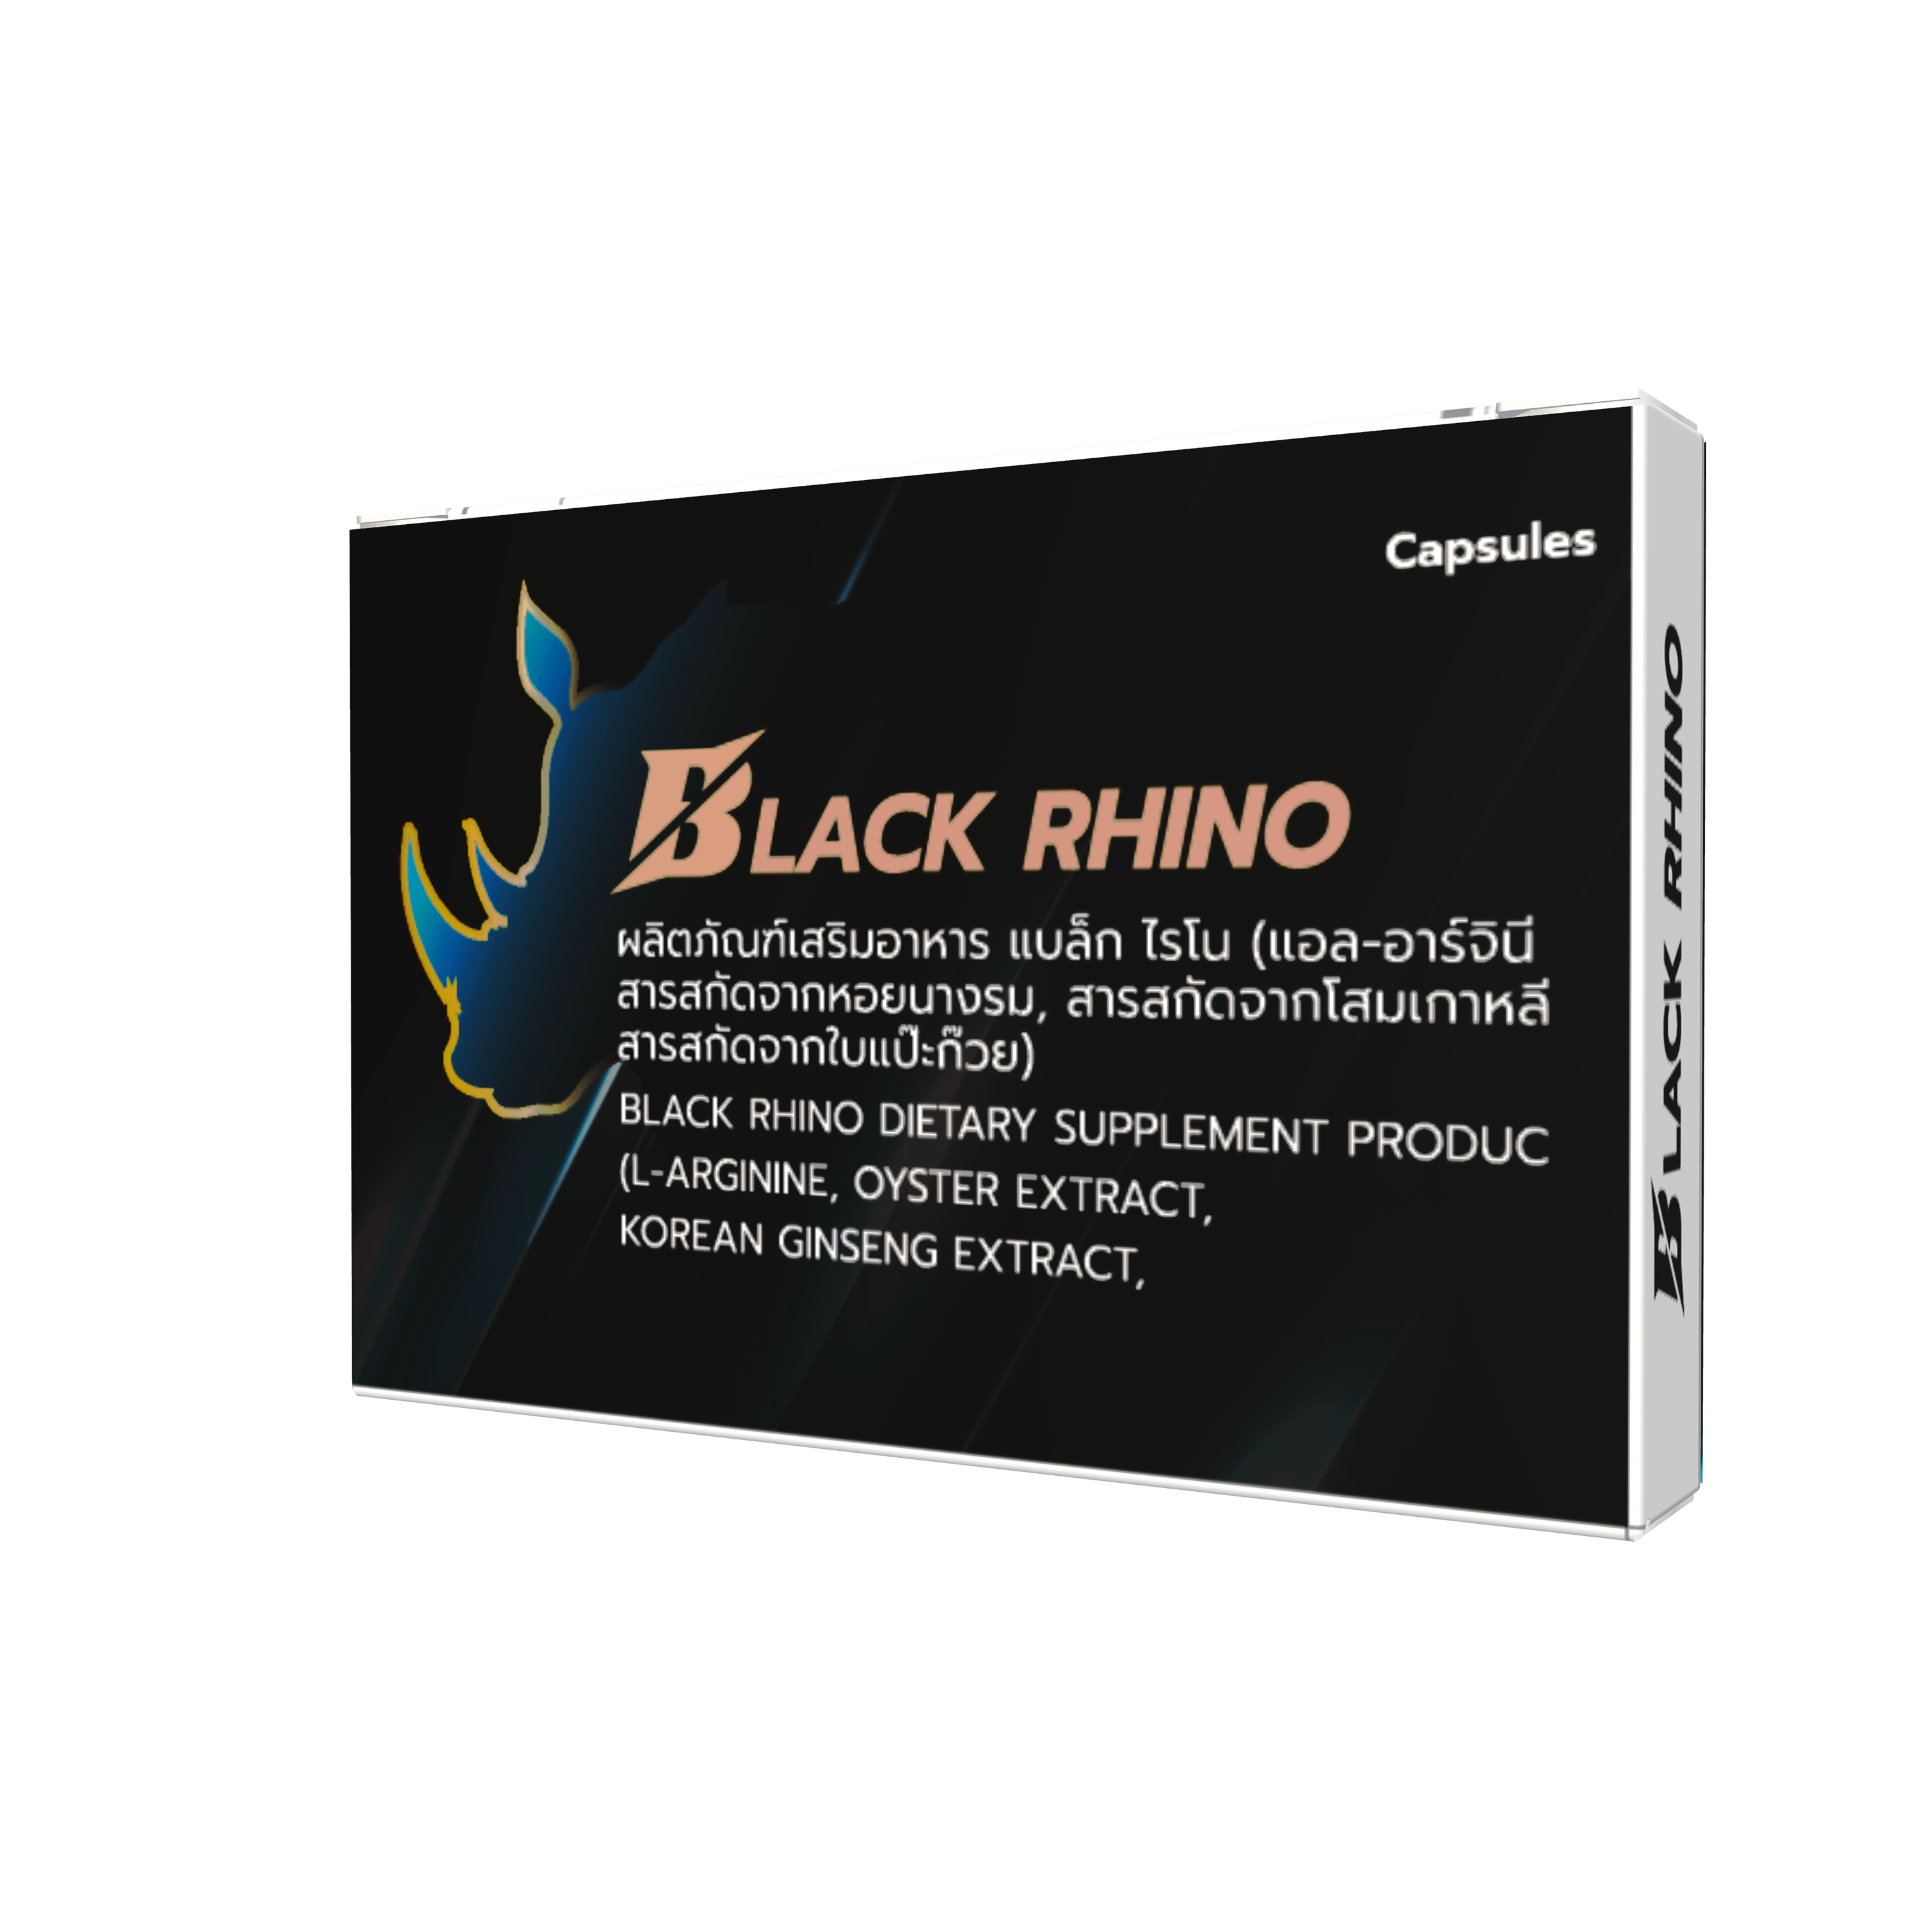 Capsules
BLACK RHINO
ผลิตภัณฑ์เสริมอาหาร แบล็ก ไรโน (แอล-อาร์จินี
สารสกัดจากหอยนางรม, สารสกัดจากโสมเกาหลี
สารสกัดจากใบแป๊ะก๊วย)
BLACK RHINO DIETARY SUPPLEMENT PRODUC
(L-ARGININE, OYSTER EXTRACT,
KOREAN GINSENG EXTRACT,
BLACK RHINO